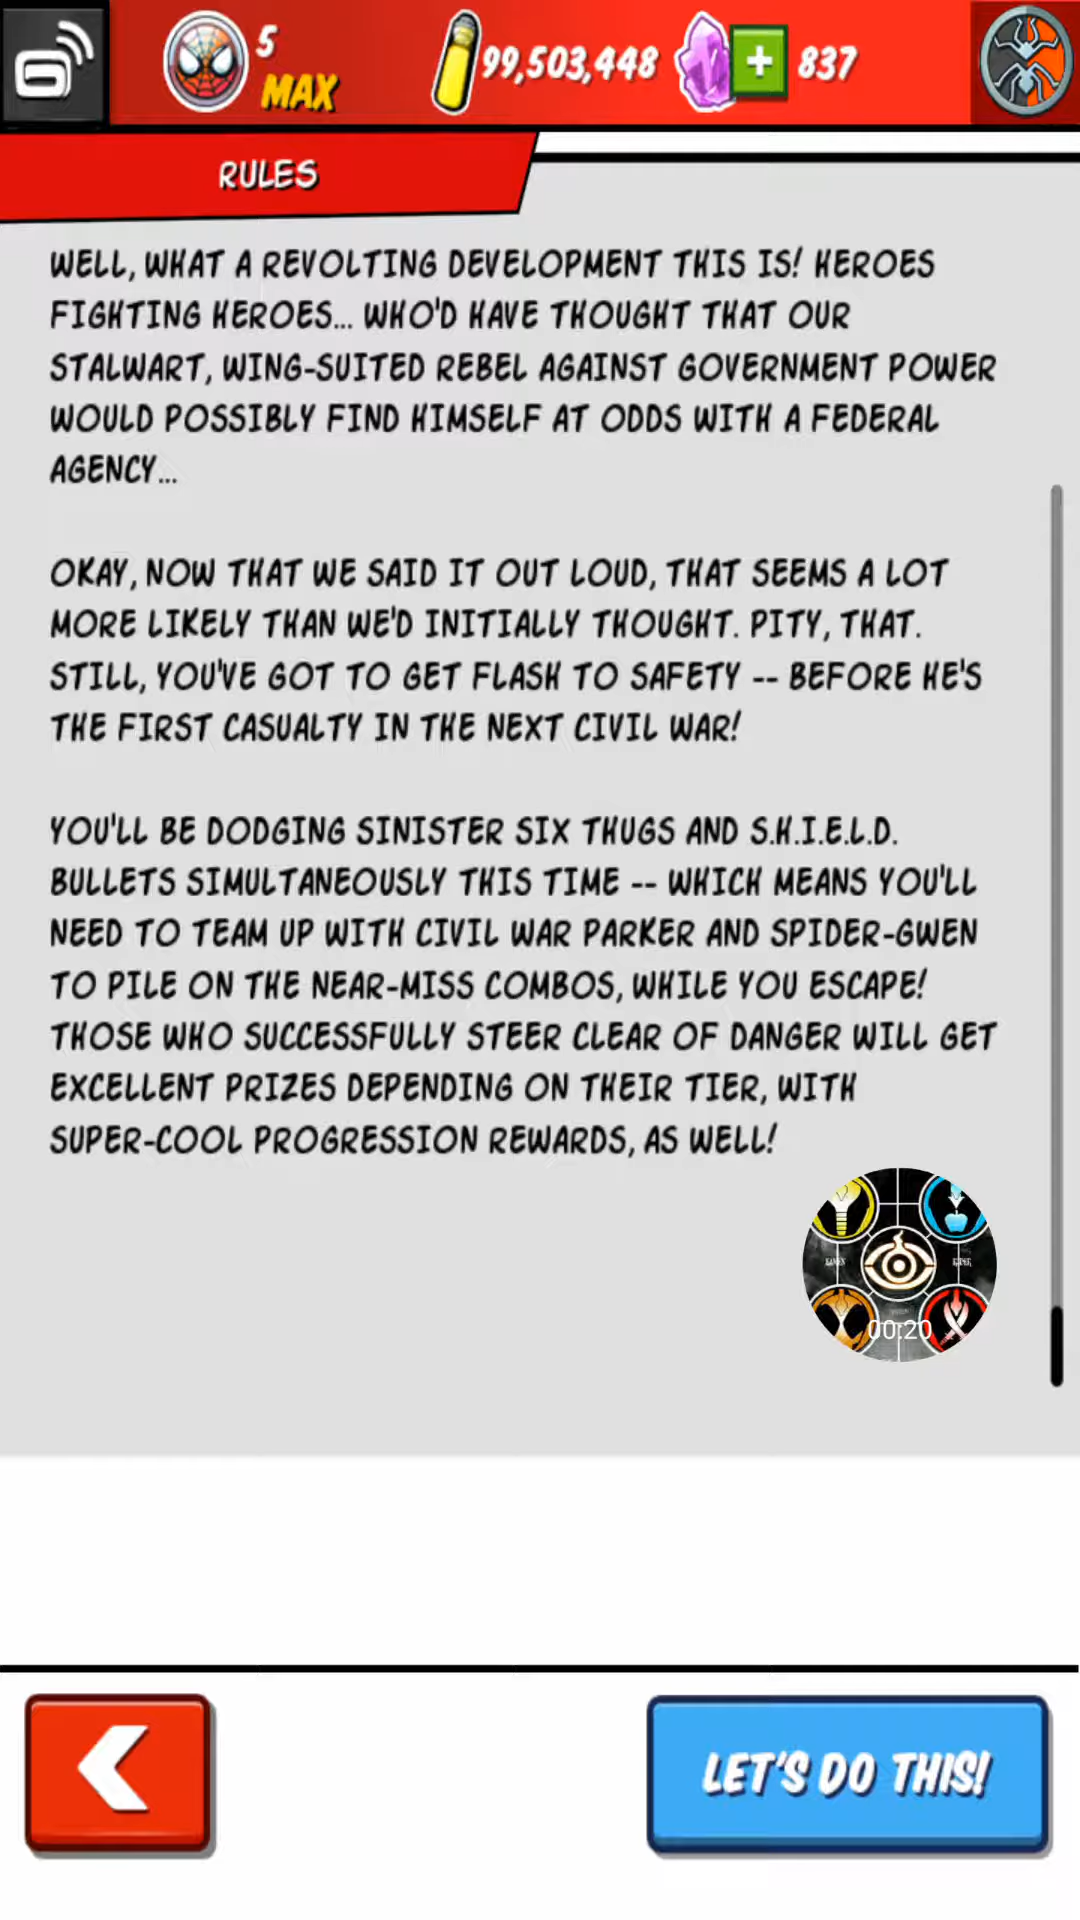 5
MAX
99,503,448
+
837
RULES
WELL, WHAT A REVOLTING DEVELOPMENT THIS IS! HEROES
FIGHTING HEROES... WHO'D HAVE THOUGHT THAT OUR
STALWART, WING-SUITED REBEL AGAINST GOVERNMENT POWER
WOULD POSSIBLY FIND HIMSELF AT ODDS WITH A FEDERAL
AGENCY...
OKAY, NOW THAT WE SAID IT OUT LOUD, THAT SEEMS A LOT
MORE LIKELY THAN WE'D INITIALLY THOUGHT. PITY, THAT.
STILL, YOU'VE GOT TO GET FLASH TO SAFETY -- BEFORE HE'S
THE FIRST CASUALTY IN THE NEXT CIVIL WAR!
YOU'LL BE DODGING SINISTER SIX THUGS AND S.H.I.E.L.D.
BULLETS SIMULTANEOUSLY THIS TIME -- WHICH MEANS YOU'LL
NEED TO TEAM UP WITH CIVIL WAR PARKER AND SPIDER-GWEN
TO PILE ON THE NEAR-MISS COMBOS, WHILE YOU ESCAPE!
THOSE WHO SUCCESSFULLY STEER CLEAR OF DANGER WILL GET
EXCELLENT PRIZES DEPENDING ON THEIR TIER, WITH
SUPER-COOL PROGRESSION REWARDS, AS WELL!
00:20
LET'S DO THIS!